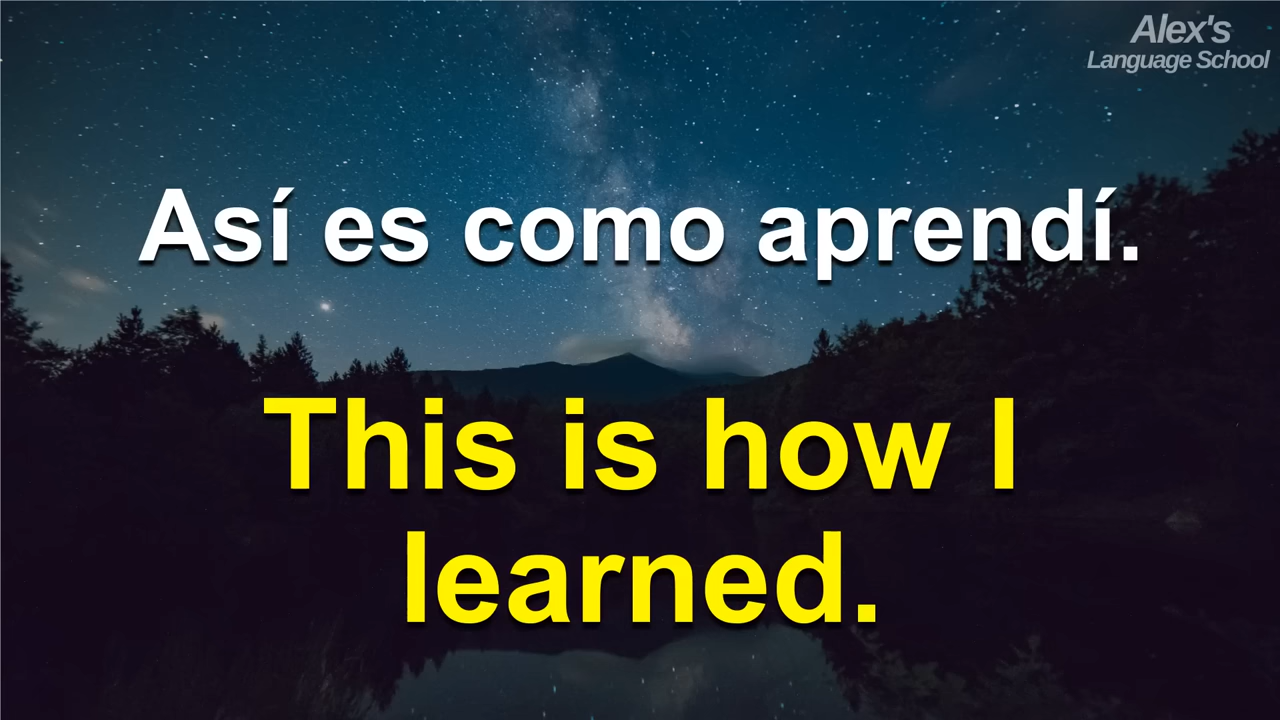 Alex's
Language School
Así es como aprendí.
This is how I
learned.